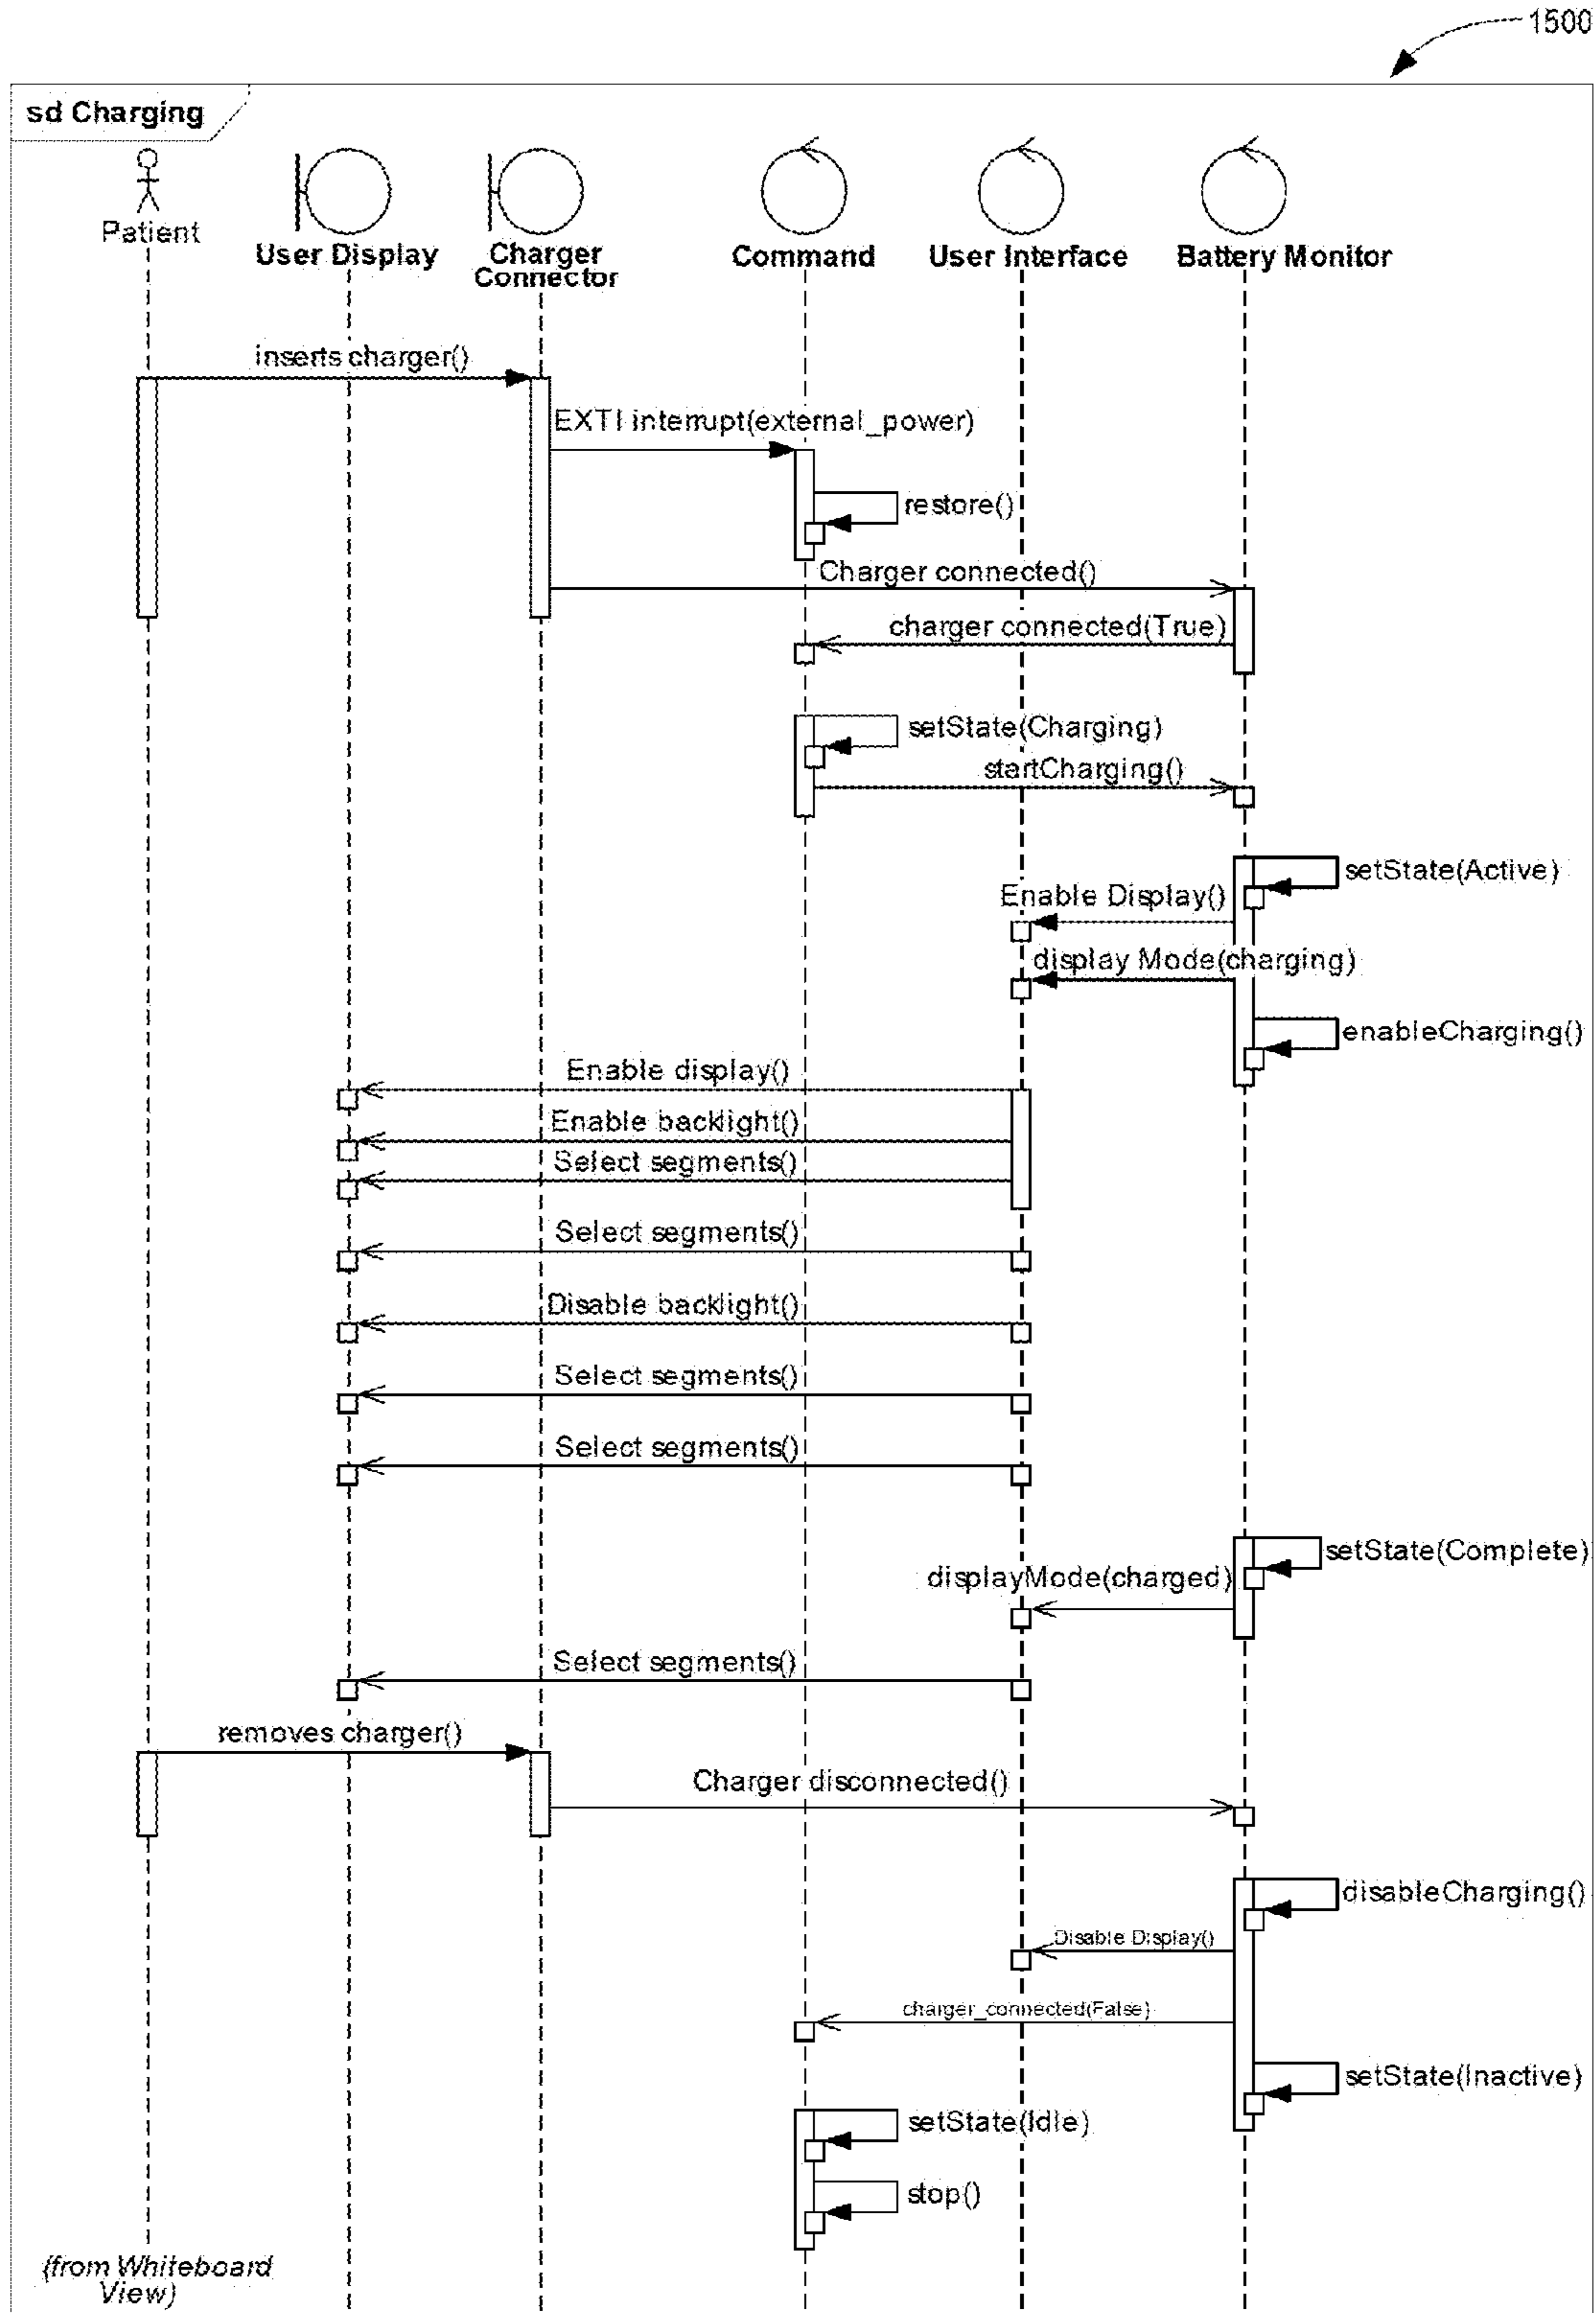 1500
sd Charging
Patient
User Display
Charger
Connector
Command
User Interface
Battery Monitor
inserts charger()
EXTI interrupt(external_power)
restore()
Charger connected()
charger connected(True)
setState(Charging)
startCharging()
setState(Active)
Enable Display()
display Mode(charging)
enableCharging()
Enable display()
Enable backlight()
Select segments()
Select segments()
Disable backlight()
Select segments()
Select segments()
setState(Complete)
displayMode(charged)
Select segments()
removes charger()
Charger disconnected()
disableCharging()
Disable Display()
charger_connected(False)
setState(Inactive)
setState(Idle)
stop()
(from Whiteboard
View)